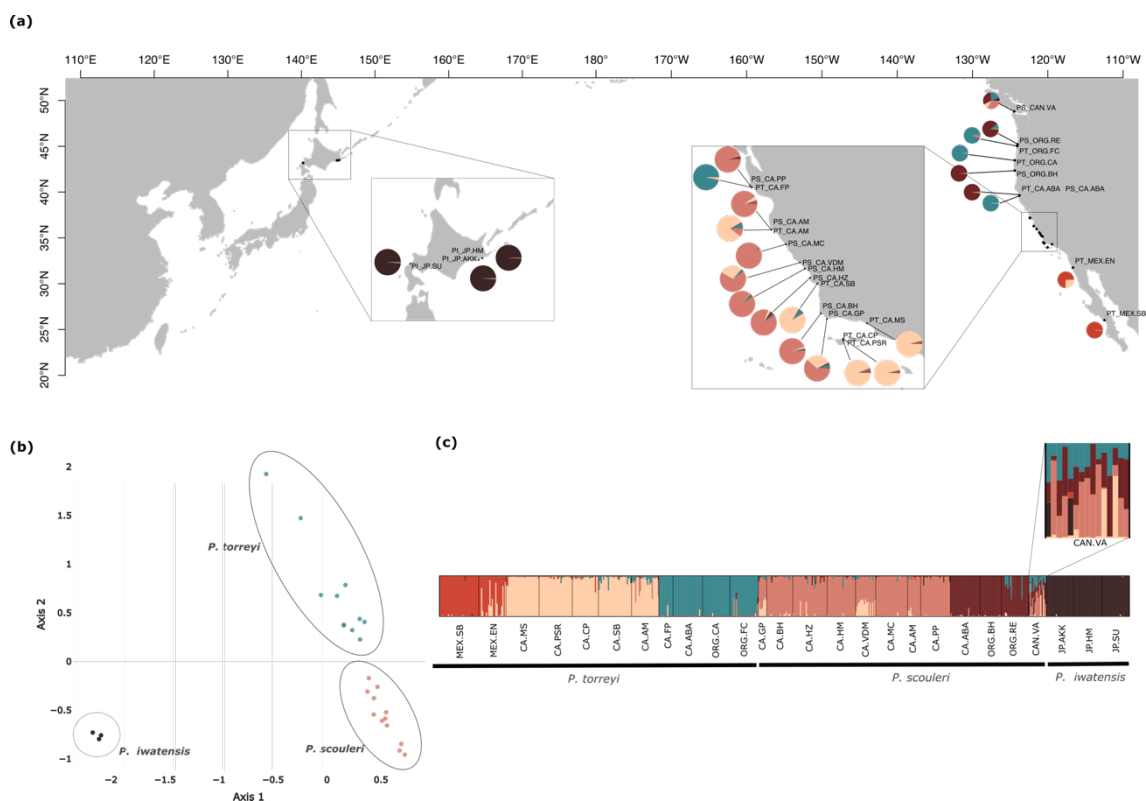 (a)
110°E 120°E 130°E 140°E 150°E 160°E 170°E 180° 170°W 160°W 150°W 140°W 130°W 120°W 110°W
50°N
45°N
40°N
35°N
30°N
25°N
20°N
PI_JP.HM
PI_JP.AKK
PI_JP.SU
PS_CA.PP
PT_CA.FP
PS_CA.AM
PT_CA.AM
PS_CA.MC
PS_CA.VDM
PS_CA.HM
PS_CA.HZ
PT_CA.SB
PS_CA.BH
PS_CA.GP
PT_CA.MS
PT_CA.CP
PT_CA.PSR
PS_CAN.VA
PS_ORG.RE
PT_ORG.FC
PT_ORG.CA
PS_ORG.BH
PT_CA.ABA PS_CA.ABA
PT_MEX.EN
PT_MEX.SB
(b)
2
1.5
1
0.5
0
−0.5
−1
Axis 2
P. torreyi
P. iwatensis
P. scouleri
−2 −1.5 −1 −0.5 0 0.5
Axis 1
(c)
CAN.VA
MEX.SB
MEX.EN
CA.MS
CA.PSR
CA.CP
CA.SB
CA.AM
CA.FP
CA.ABA
ORG.CA
ORG.FC
CA.GP
CA.BH
CA.HZ
CA.HM
CA.VDM
CA.MC
CA.AM
CA.PP
CA.ABA
ORG.BH
ORG.RE
CAN.VA
JP.AKK
JP.HM
JP.SU
P. torreyi
P. scouleri
P. iwatensis